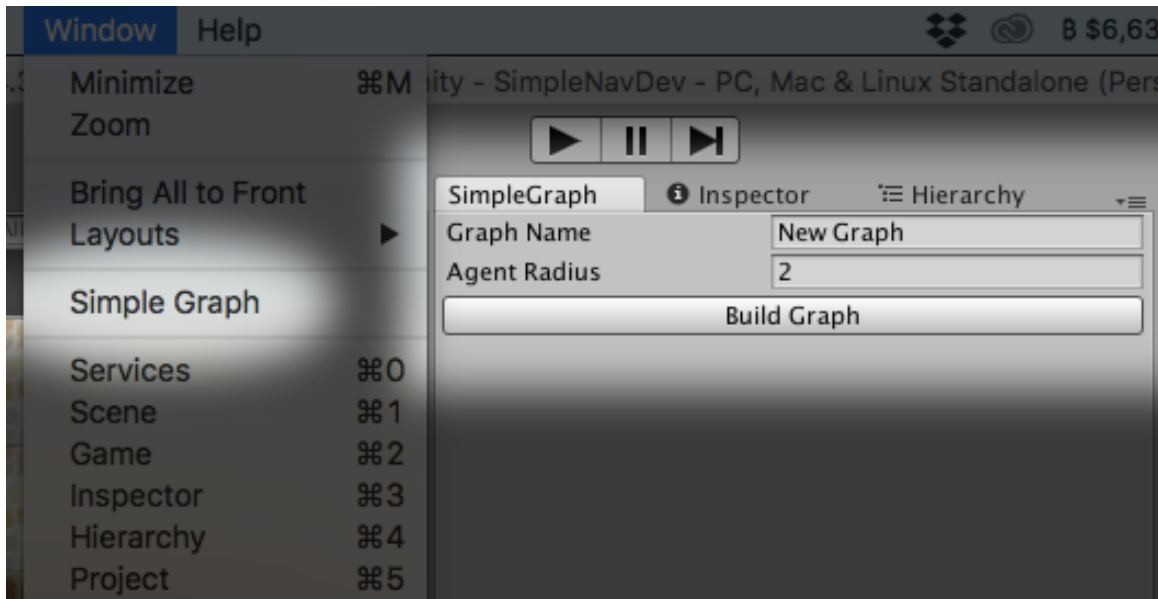 Window Help
฿ $6,63
Minimize ⌘M
ity - SimpleNavDev - PC, Mac & Linux Standalone (Pers
Zoom
Bring All to Front
Layouts
Simple Graph
Services ⌘0
Scene ⌘1
Game ⌘2
Inspector ⌘3
Hierarchy ⌘4
Project ⌘5
SimpleGraph Inspector Hierarchy
Graph Name New Graph
Agent Radius 2
Build Graph